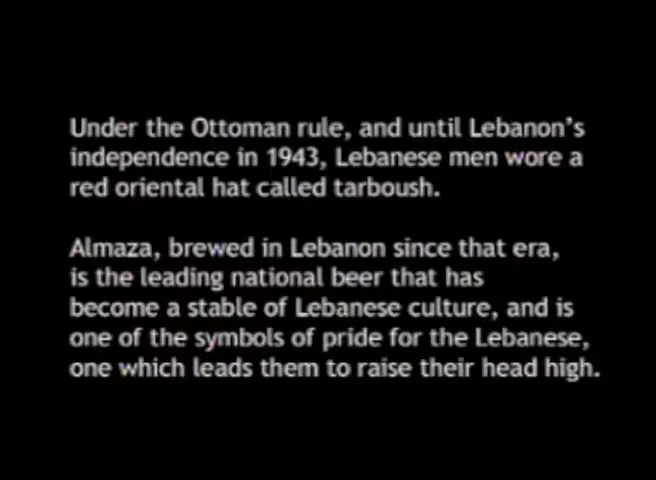 Under the Ottoman rule, and until Lebanon's
independence in 1943, Lebanese men wore a
red oriental hat called tarboush.
Almaza, brewed in Lebanon since that era,
is the leading national beer that has
become a stable of Lebanese culture, and is
one of the symbols of pride for the Lebanese,
one which leads them to raise their head high.